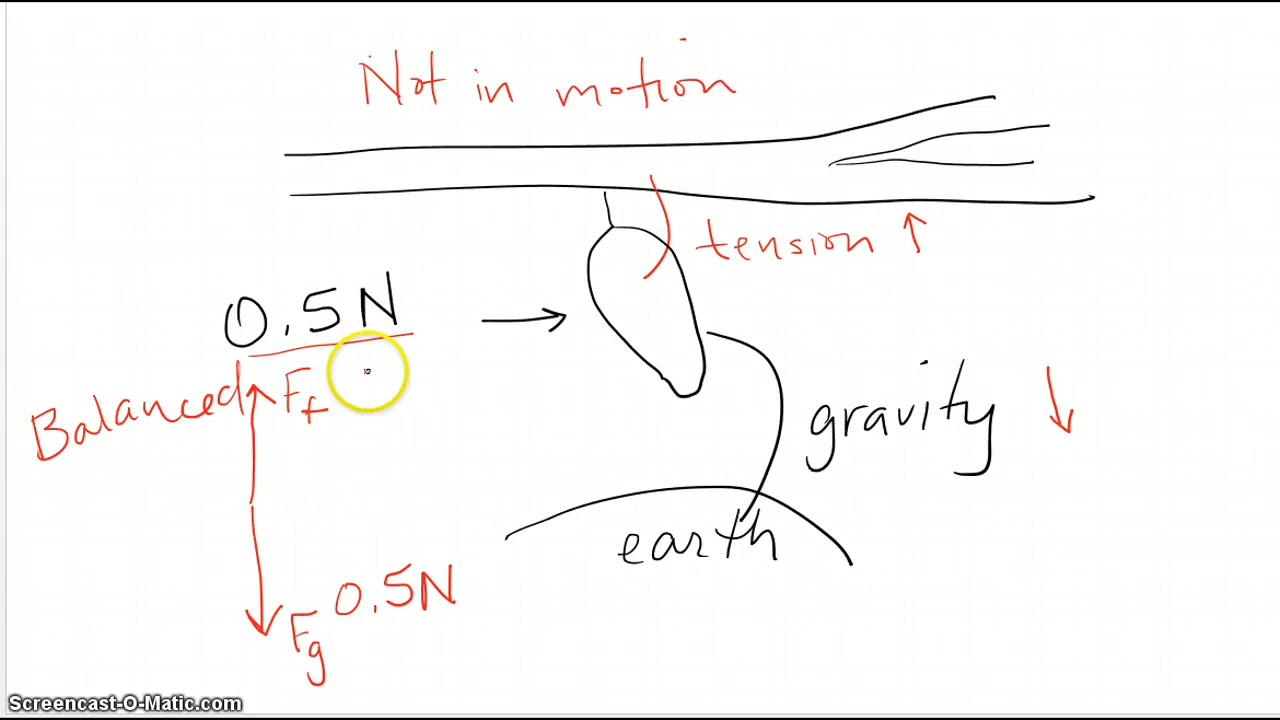 Not in motion
tension ↑
0.5N →
Balanced
Ff
gravity ↓
earth
Fg 0.5N
Screencast-O-Matic.com